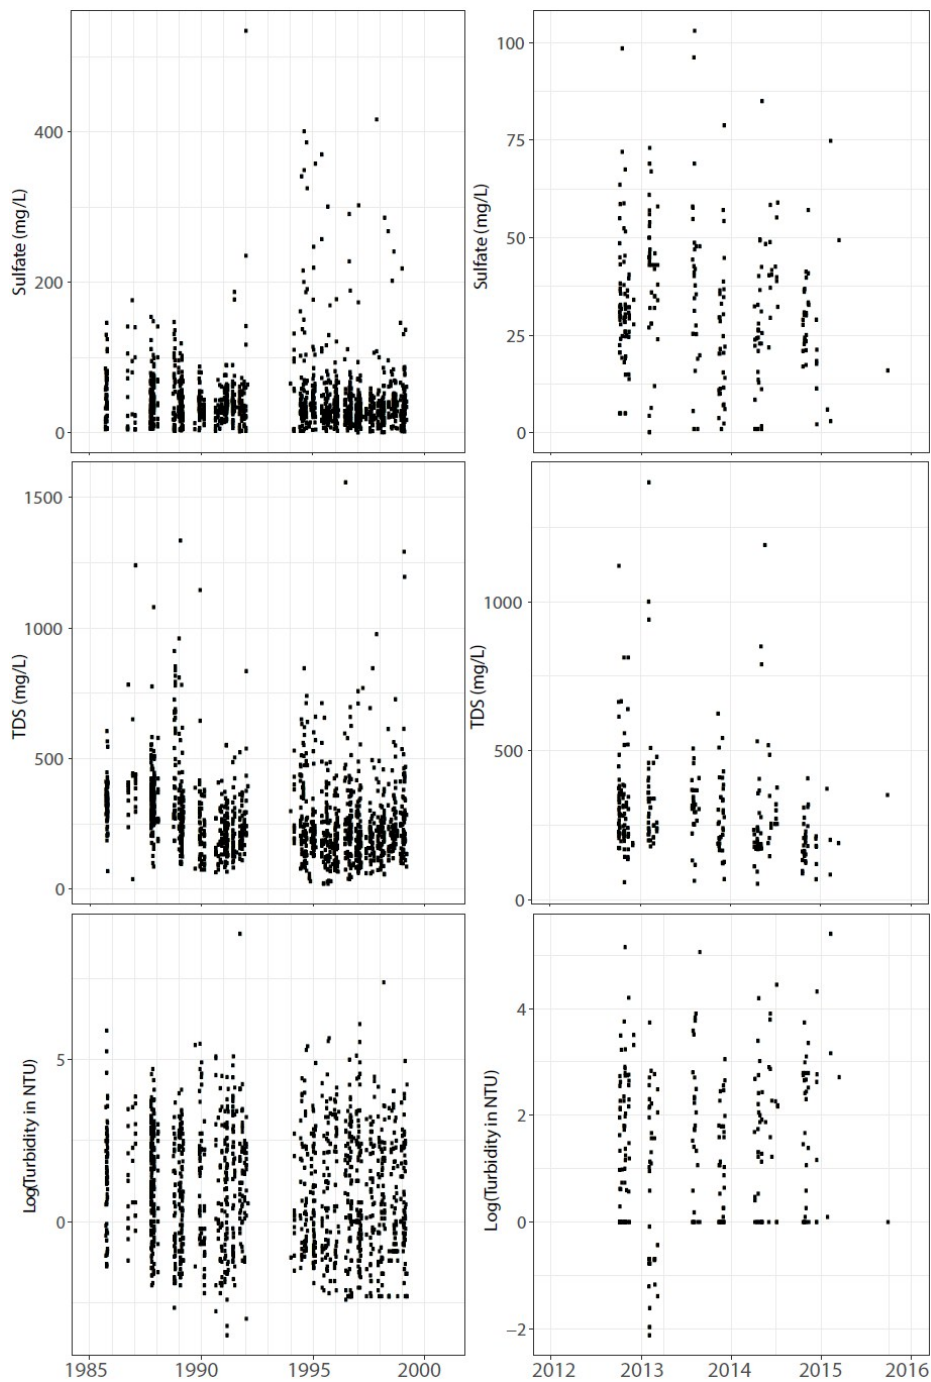 Sulfate (mg/L)
400
200
0
Sulfate (mg/L)
100
75
50
25
0
TDS (mg/L)
1500
1000
500
0
TDS (mg/L)
1000
500
0
Log(Turbidity in NTU)
5
0
1985 1990 1995 2000
Log(Turbidity in NTU)
4
2
0
−2
2012 2013 2014 2015 2016